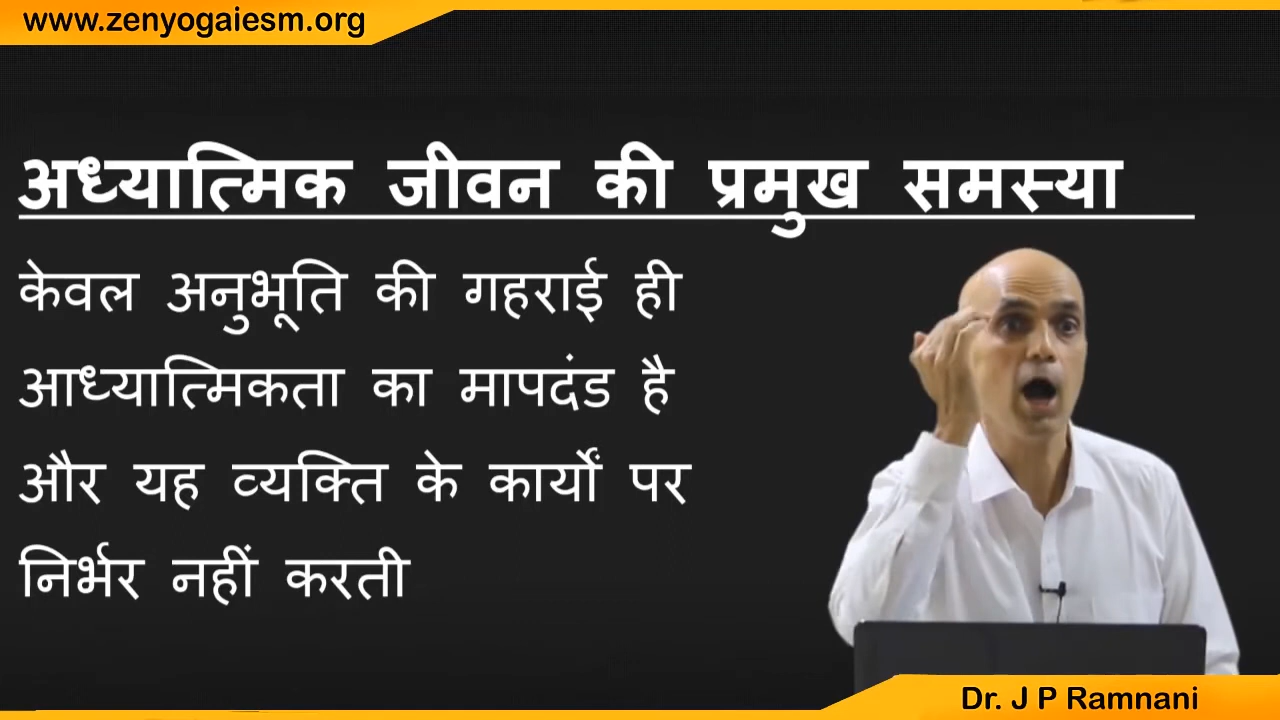 www.zenyogaiesm.org
अध्यात्मिक जीवन की प्रमुख समस्या
केवल अनुभूति की गहराई ही
आध्यात्मिकता का मापदंड है
और यह व्यक्ति के कार्यों पर
निर्भर नहीं करती
Dr. J P Ramnani